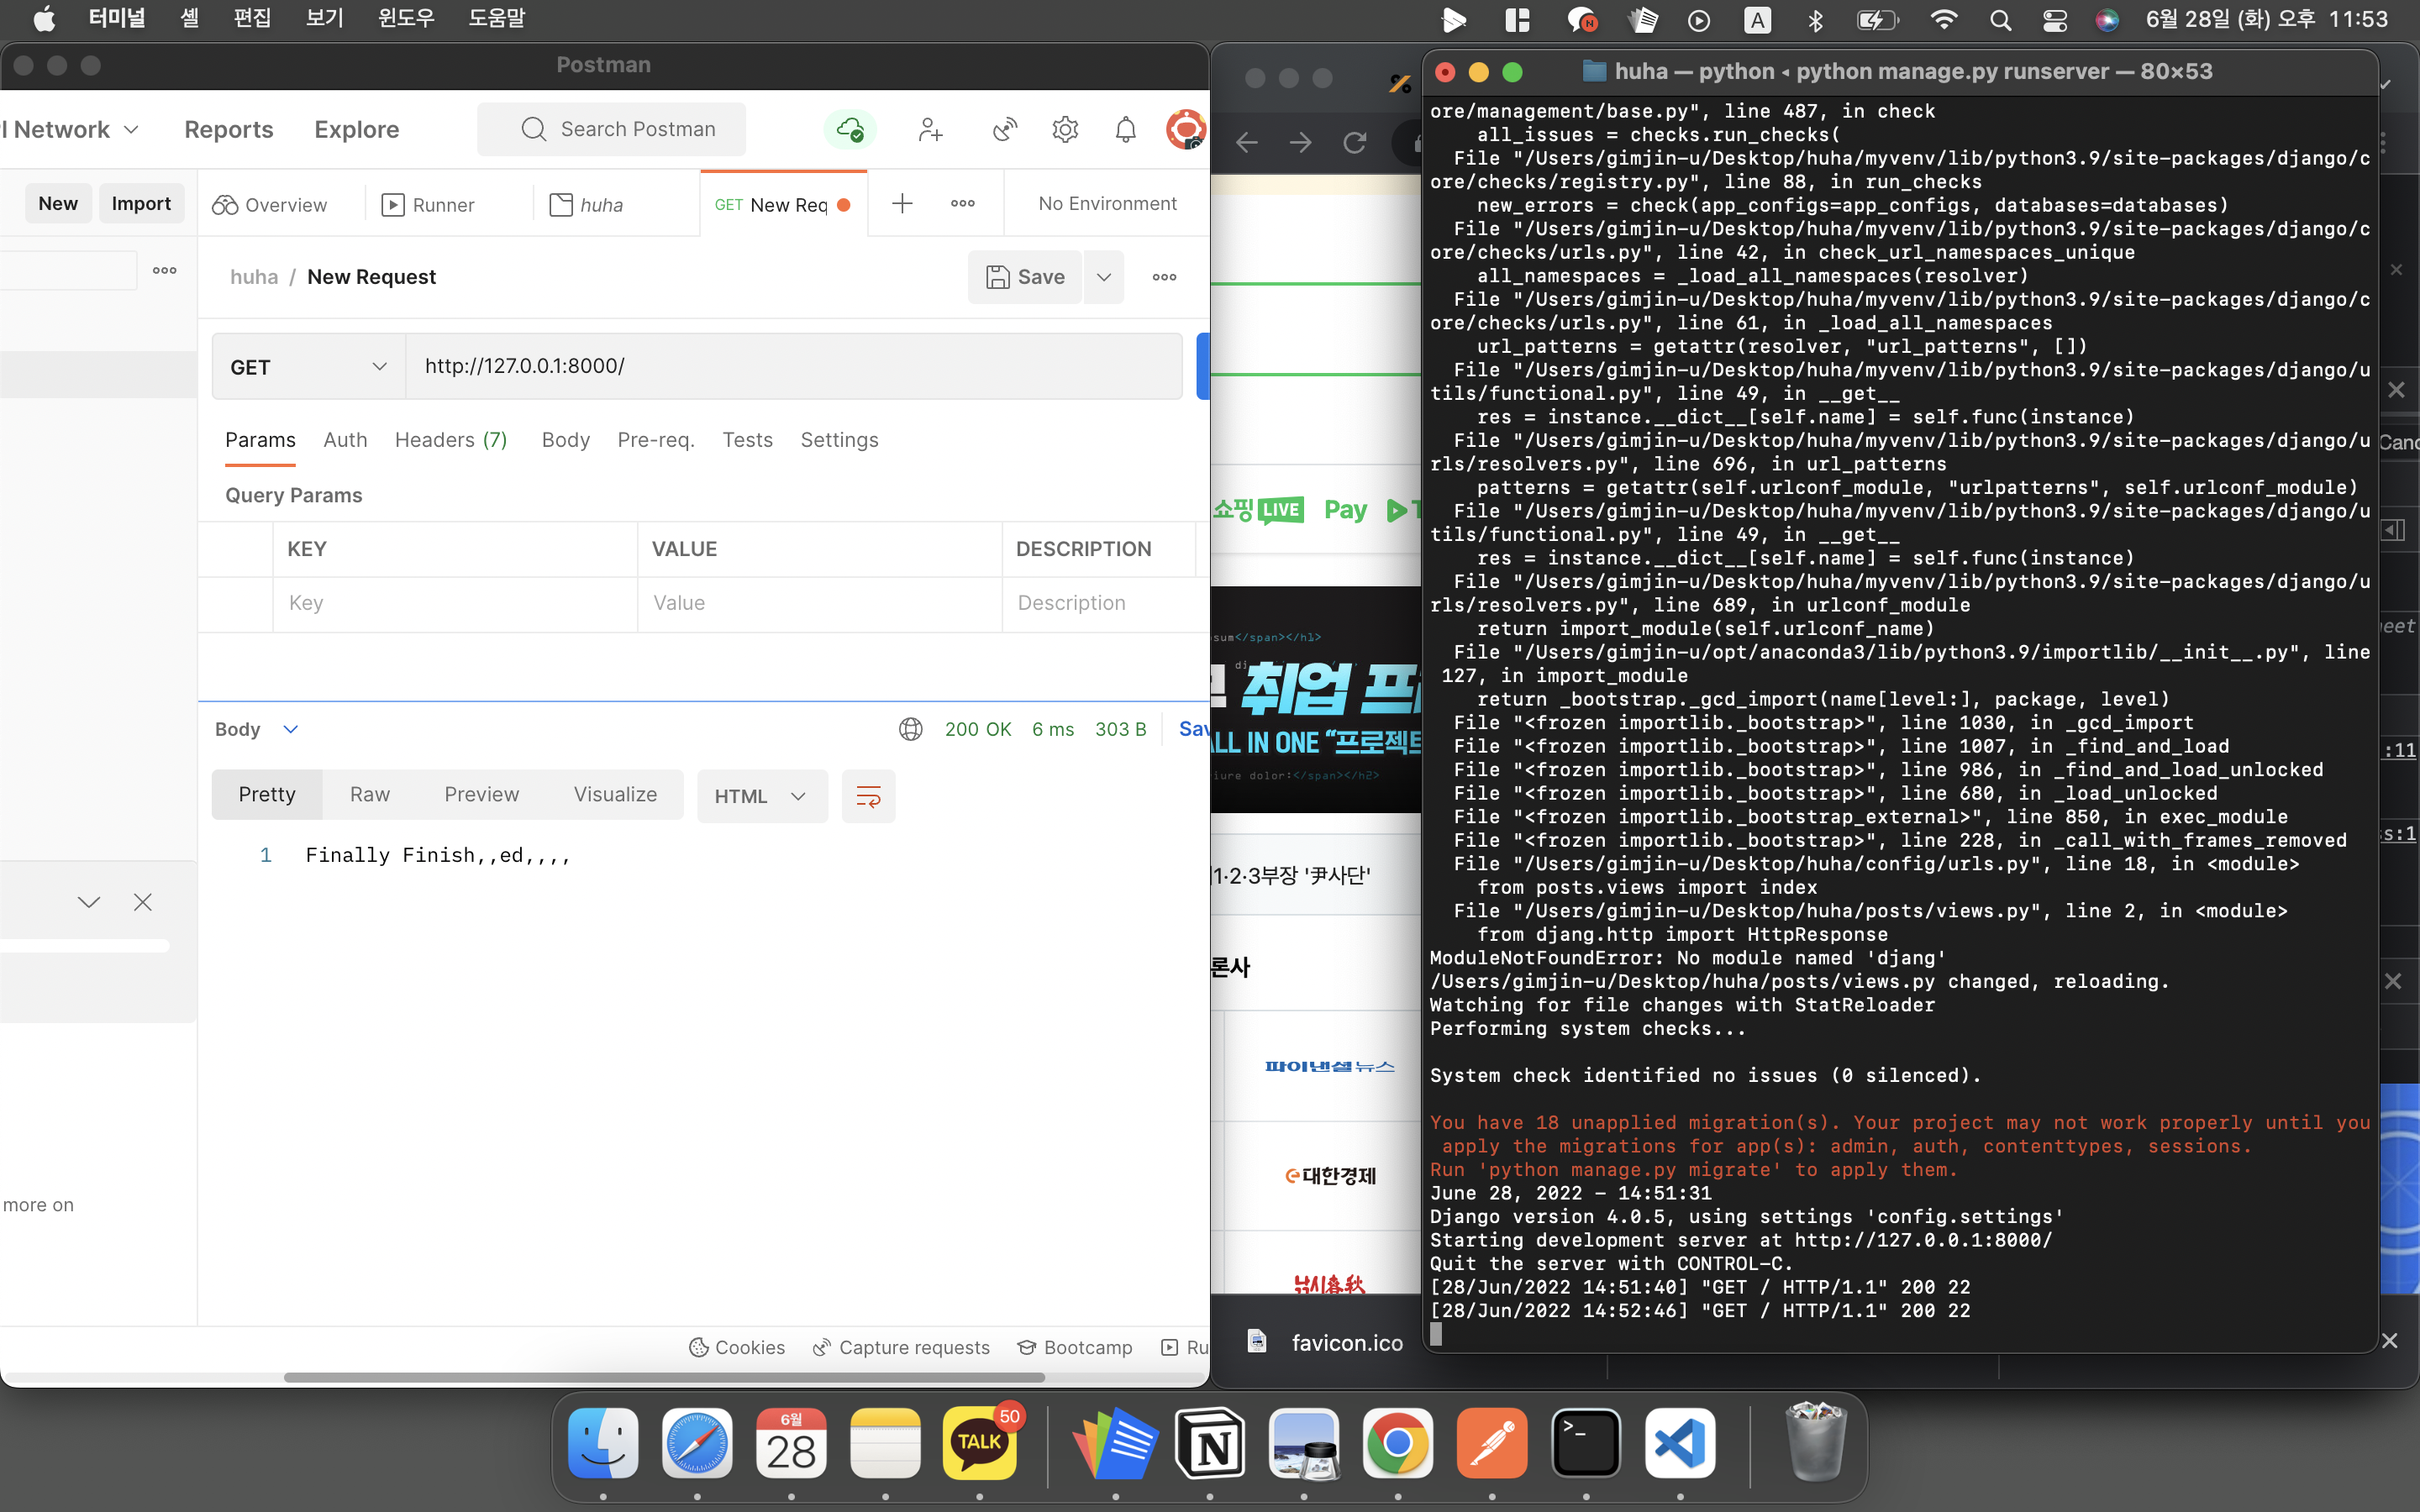 터미널 셸 편집 보기 윈도우 도움말
A
6월 28일 (화) 오후 11:53
Postman
l Network
Reports
Explore
Search Postman
New
Import
Overview
Runner
huha
GET New Req
No Environment
huha / New Request
Save
GET
http://127.0.0.1:8000/
Params Auth Headers (7) Body Pre-req. Tests Settings
Query Params
KEY VALUE DESCRIPTION
Key Value Description
Body
200 OK 6 ms 303 B
Pretty Raw Preview Visualize
HTML
1 Finally Finish,,ed,,,,
more on
Cookies Capture requests Bootcamp
쇼핑 LIVE Pay
sum</span></h1>
취업
ALL IN ONE “프로젝트
iure dolor:</span></h2>
1·2·3부장 '尹사단'
론사
파이낸셜뉴스
e대한경제
낚시春秋
favicon.ico
huha — python ◂ python manage.py runserver — 80×53
ore/management/base.py", line 487, in check
    all_issues = checks.run_checks(
  File "/Users/gimjin-u/Desktop/huha/myvenv/lib/python3.9/site-packages/django/c
ore/checks/registry.py", line 88, in run_checks
    new_errors = check(app_configs=app_configs, databases=databases)
  File "/Users/gimjin-u/Desktop/huha/myvenv/lib/python3.9/site-packages/django/c
ore/checks/urls.py", line 42, in check_url_namespaces_unique
    all_namespaces = _load_all_namespaces(resolver)
  File "/Users/gimjin-u/Desktop/huha/myvenv/lib/python3.9/site-packages/django/c
ore/checks/urls.py", line 61, in _load_all_namespaces
    url_patterns = getattr(resolver, "url_patterns", [])
  File "/Users/gimjin-u/Desktop/huha/myvenv/lib/python3.9/site-packages/django/u
tils/functional.py", line 49, in __get__
    res = instance.__dict__[self.name] = self.func(instance)
  File "/Users/gimjin-u/Desktop/huha/myvenv/lib/python3.9/site-packages/django/u
rls/resolvers.py", line 696, in url_patterns
    patterns = getattr(self.urlconf_module, "urlpatterns", self.urlconf_module)
  File "/Users/gimjin-u/Desktop/huha/myvenv/lib/python3.9/site-packages/django/u
tils/functional.py", line 49, in __get__
    res = instance.__dict__[self.name] = self.func(instance)
  File "/Users/gimjin-u/Desktop/huha/myvenv/lib/python3.9/site-packages/django/u
rls/resolvers.py", line 689, in urlconf_module
    return import_module(self.urlconf_name)
  File "/Users/gimjin-u/opt/anaconda3/lib/python3.9/importlib/__init__.py", line
 127, in import_module
    return _bootstrap._gcd_import(name[level:], package, level)
  File "<frozen importlib._bootstrap>", line 1030, in _gcd_import
  File "<frozen importlib._bootstrap>", line 1007, in _find_and_load
  File "<frozen importlib._bootstrap>", line 986, in _find_and_load_unlocked
  File "<frozen importlib._bootstrap>", line 680, in _load_unlocked
  File "<frozen importlib._bootstrap_external>", line 850, in exec_module
  File "<frozen importlib._bootstrap>", line 228, in _call_with_frames_removed
  File "/Users/gimjin-u/Desktop/huha/config/urls.py", line 18, in <module>
    from posts.views import index
  File "/Users/gimjin-u/Desktop/huha/posts/views.py", line 2, in <module>
    from djang.http import HttpResponse
ModuleNotFoundError: No module named 'djang'
/Users/gimjin-u/Desktop/huha/posts/views.py changed, reloading.
Watching for file changes with StatReloader
Performing system checks...
System check identified no issues (0 silenced).
You have 18 unapplied migration(s). Your project may not work properly until you
 apply the migrations for app(s): admin, auth, contenttypes, sessions.
Run 'python manage.py migrate' to apply them.
June 28, 2022 - 14:51:31
Django version 4.0.5, using settings 'config.settings'
Starting development server at http://127.0.0.1:8000/
Quit the server with CONTROL-C.
[28/Jun/2022 14:51:40] "GET / HTTP/1.1" 200 22
[28/Jun/2022 14:52:46] "GET / HTTP/1.1" 200 22
:11
s:1
6월
28
TALK
50